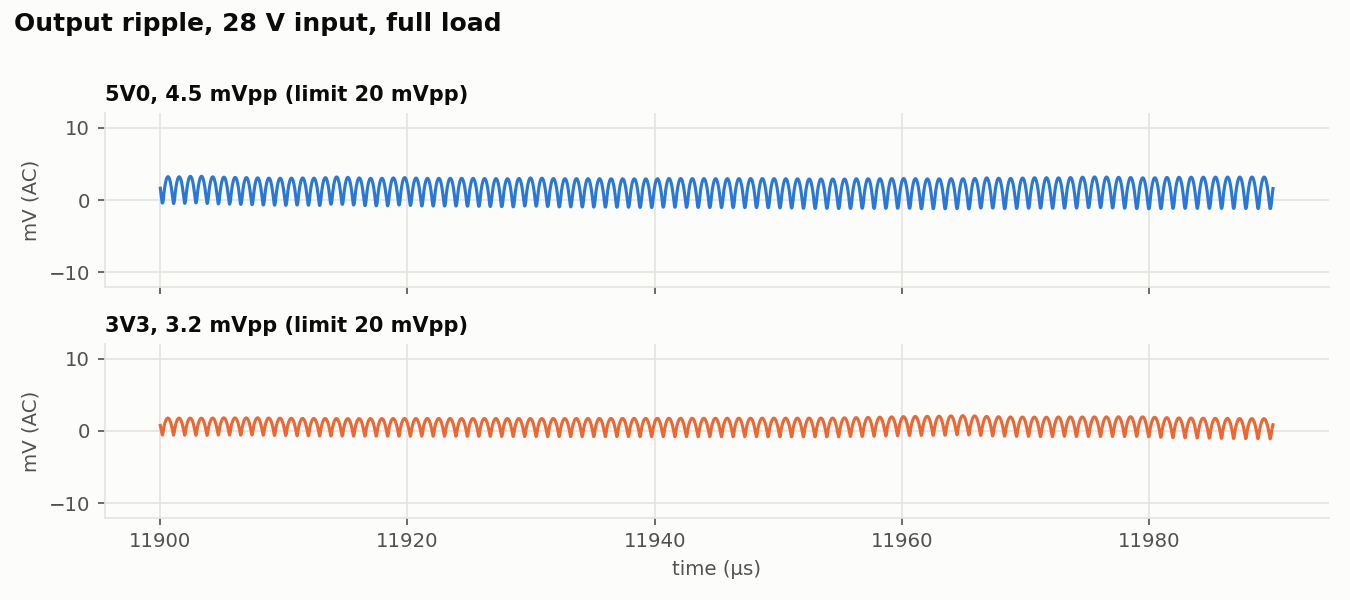 Output ripple, 28 V input, full load
5V0, 4.5 mVpp (limit 20 mVpp)
10
0
−10
mV (AC)
3V3, 3.2 mVpp (limit 20 mVpp)
10
0
−10
mV (AC)
11900 11920 11940 11960 11980
time (µs)